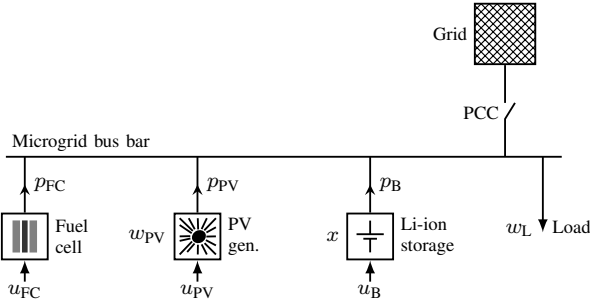 Grid
PCC
Microgrid bus bar
p_FC
p_PV
p_B
Fuel
cell
w_PV
PV
gen.
x
Li-ion
storage
w_L
Load
u_FC
u_PV
u_B